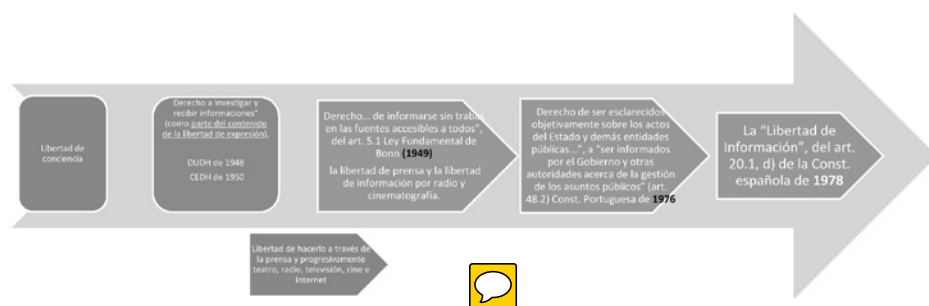 Libertad de
conciencia
Derecho a investigar y
recibir informaciones"
(como parte del contenido
de la libertad de expresión).
DUDH de 1948
CEDH de 1950
Derecho... de informarse sin trabas
en las fuentes accesibles a todos",
del art. 5.1 Ley Fundamental de
Bonn (1949)
la libertad de prensa y la libertad
de información por radio y
cinematografía.
Derecho de ser esclarecidos
objetivamente sobre los actos
del Estado y demás entidades
públicas...", a "ser informados
por el Gobierno y otras
autoridades acerca de la gestión
de los asuntos públicos" (art.
48.2) Const. Portuguesa de 1976
La "Libertad de
Información", del art.
20.1, d) de la Const.
española de 1978
Libertad de hacerlo a través de
la prensa y progresivamente
teatro, radio, televisión, cine e
internet